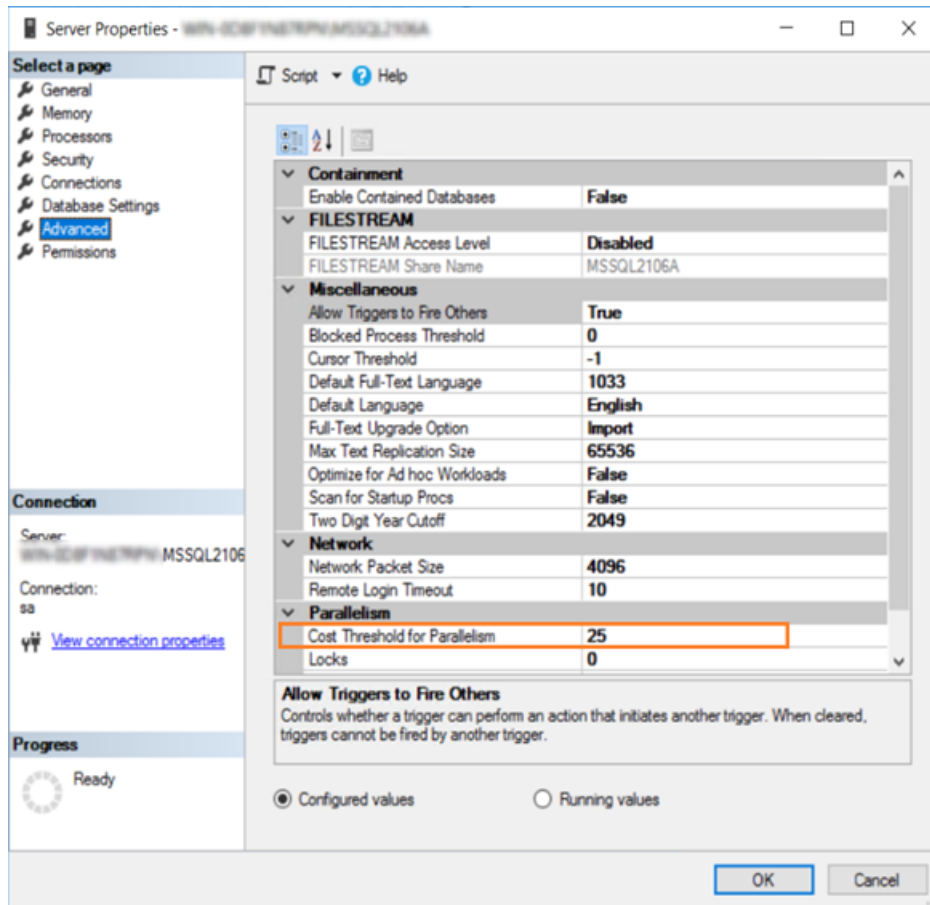 Server Properties -
Select a page
General
Memory
Processors
Security
Connections
Database Settings
Advanced
Permissions
Script Help
Containment
Enable Contained Databases False
FILESTREAM
FILESTREAM Access Level Disabled
FILESTREAM Share Name MSSQL2106A
Miscellaneous
Allow Triggers to Fire Others True
Blocked Process Threshold 0
Cursor Threshold -1
Default Full-Text Language 1033
Default Language English
Full-Text Upgrade Option Import
Max Text Replication Size 65536
Optimize for Ad hoc Workloads False
Scan for Startup Procs False
Two Digit Year Cutoff 2049
Network
Network Packet Size 4096
Remote Login Timeout 10
Parallelism
Cost Threshold for Parallelism 25
Locks 0
Connection
Server:
MSSQL2106
Connection:
sa
View connection properties
Progress
Ready
Allow Triggers to Fire Others
Controls whether a trigger can perform an action that initiates another trigger. When cleared,
triggers cannot be fired by another trigger.
Configured values Running values
OK Cancel